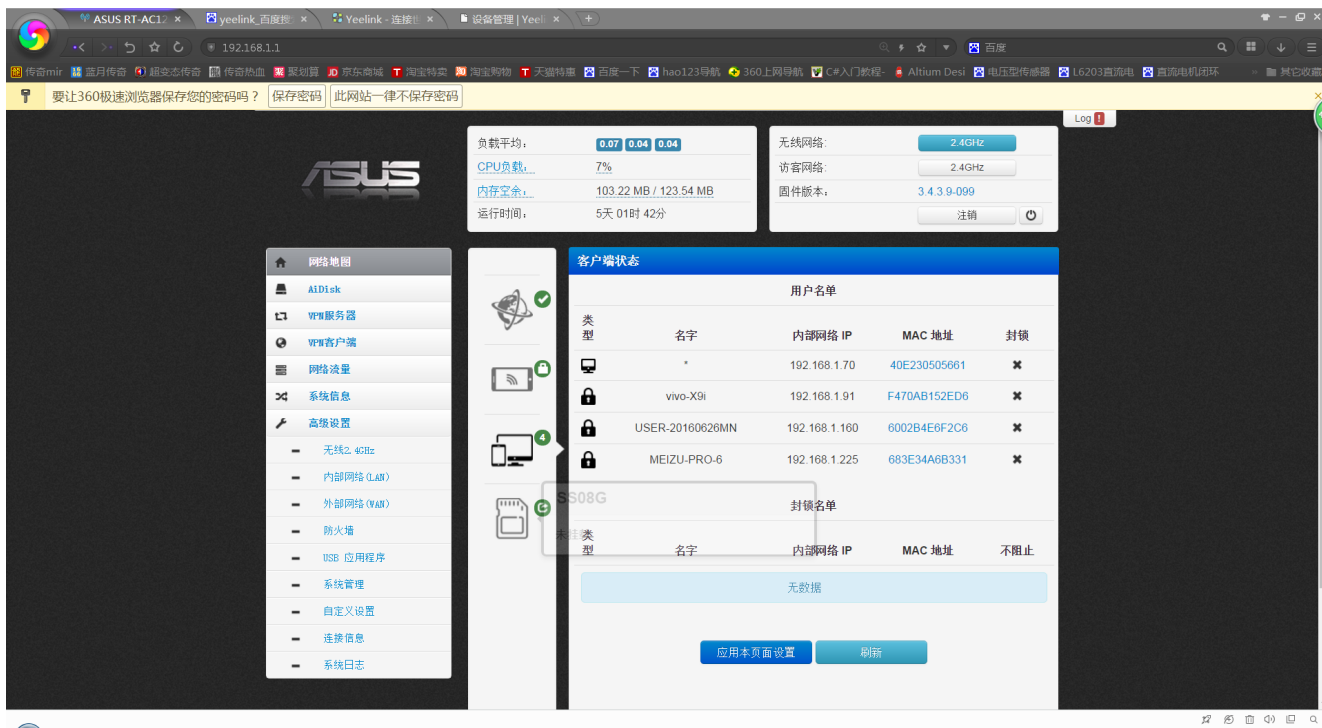 ASUS RT-AC12 × yeelink_百度搜 × Yeelink - 连接世 × 设备管理 | Yeeli ×
192.168.1.1 百度
传奇mir 蓝月传奇 超变态传奇 传奇热血 聚划算 京东商城 淘宝特卖 淘宝购物 天猫特惠 百度一下 hao123导航 360上网导航 C#入门教程- Altium Desi 电压型传感器 L6203直流电 直流电机闭环 » 其它收藏
要让360极速浏览器保存您的密码吗？ 保存密码 此网站一律不保存密码
Log !
ASUS
负载平均: 0.07 0.04 0.04
CPU负载: 7%
内存空余: 103.22 MB / 123.54 MB
运行时间: 5天 01时 42分
无线网络: 2.4GHz
访客网络: 2.4GHz
固件版本: 3.4.3.9-099
注销
网络地图
AiDisk
VPN服务器
VPN客户端
网络流量
系统信息
高级设置
无线2.4GHz
内部网络(LAN)
外部网络(WAN)
防火墙
USB 应用程序
系统管理
自定义设置
连接信息
系统日志
4
客户端状态
用户名单
类型 名字 内部网络 IP MAC 地址 封锁
* 192.168.1.70 40E230505661
vivo-X9i 192.168.1.91 F470AB152ED6
USER-20160626MN 192.168.1.160 6002B4E6F2C6
MEIZU-PRO-6 192.168.1.225 683E34A6B331
SS08G
封锁名单
类型 名字 内部网络 IP MAC 地址 不阻止
无数据
应用本页面设置 刷新